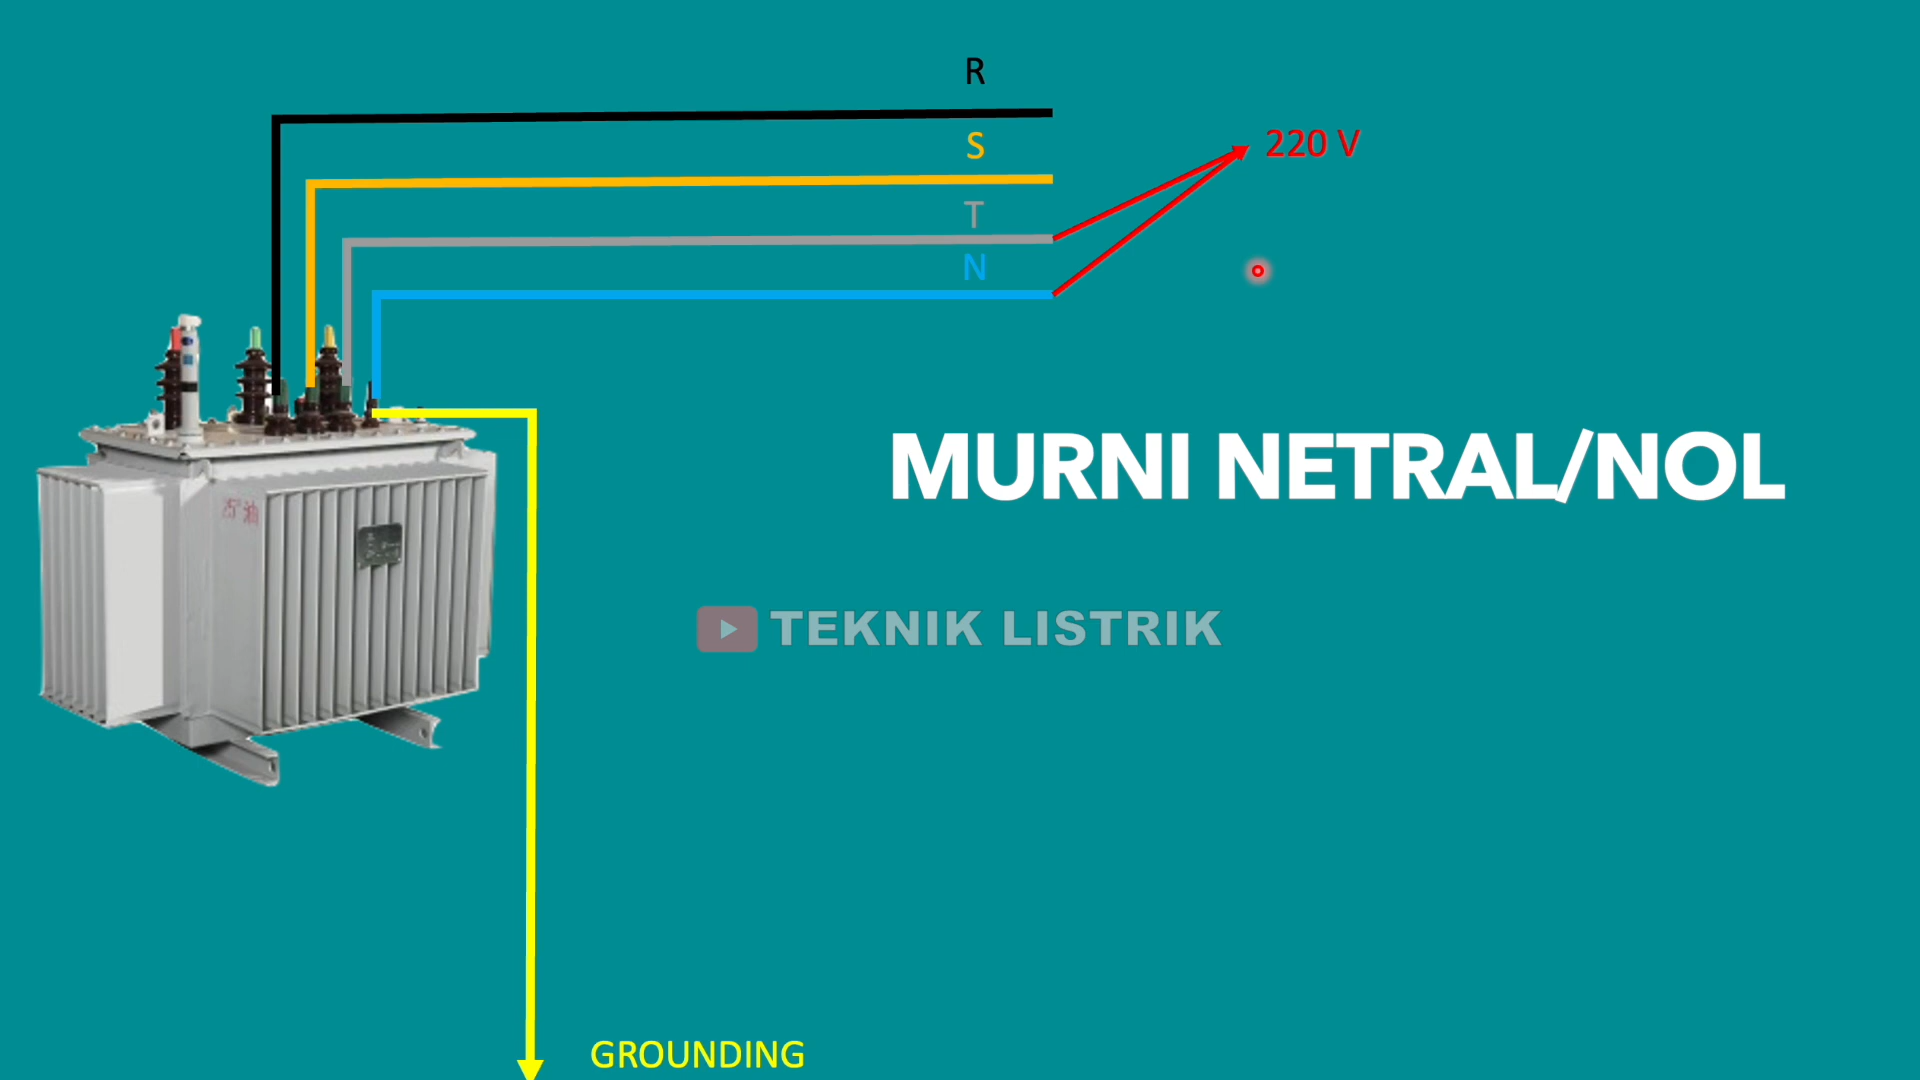 R
S
220 V
T
N
MURNI NETRAL/NOL
TEKNIK LISTRIK
GROUNDING